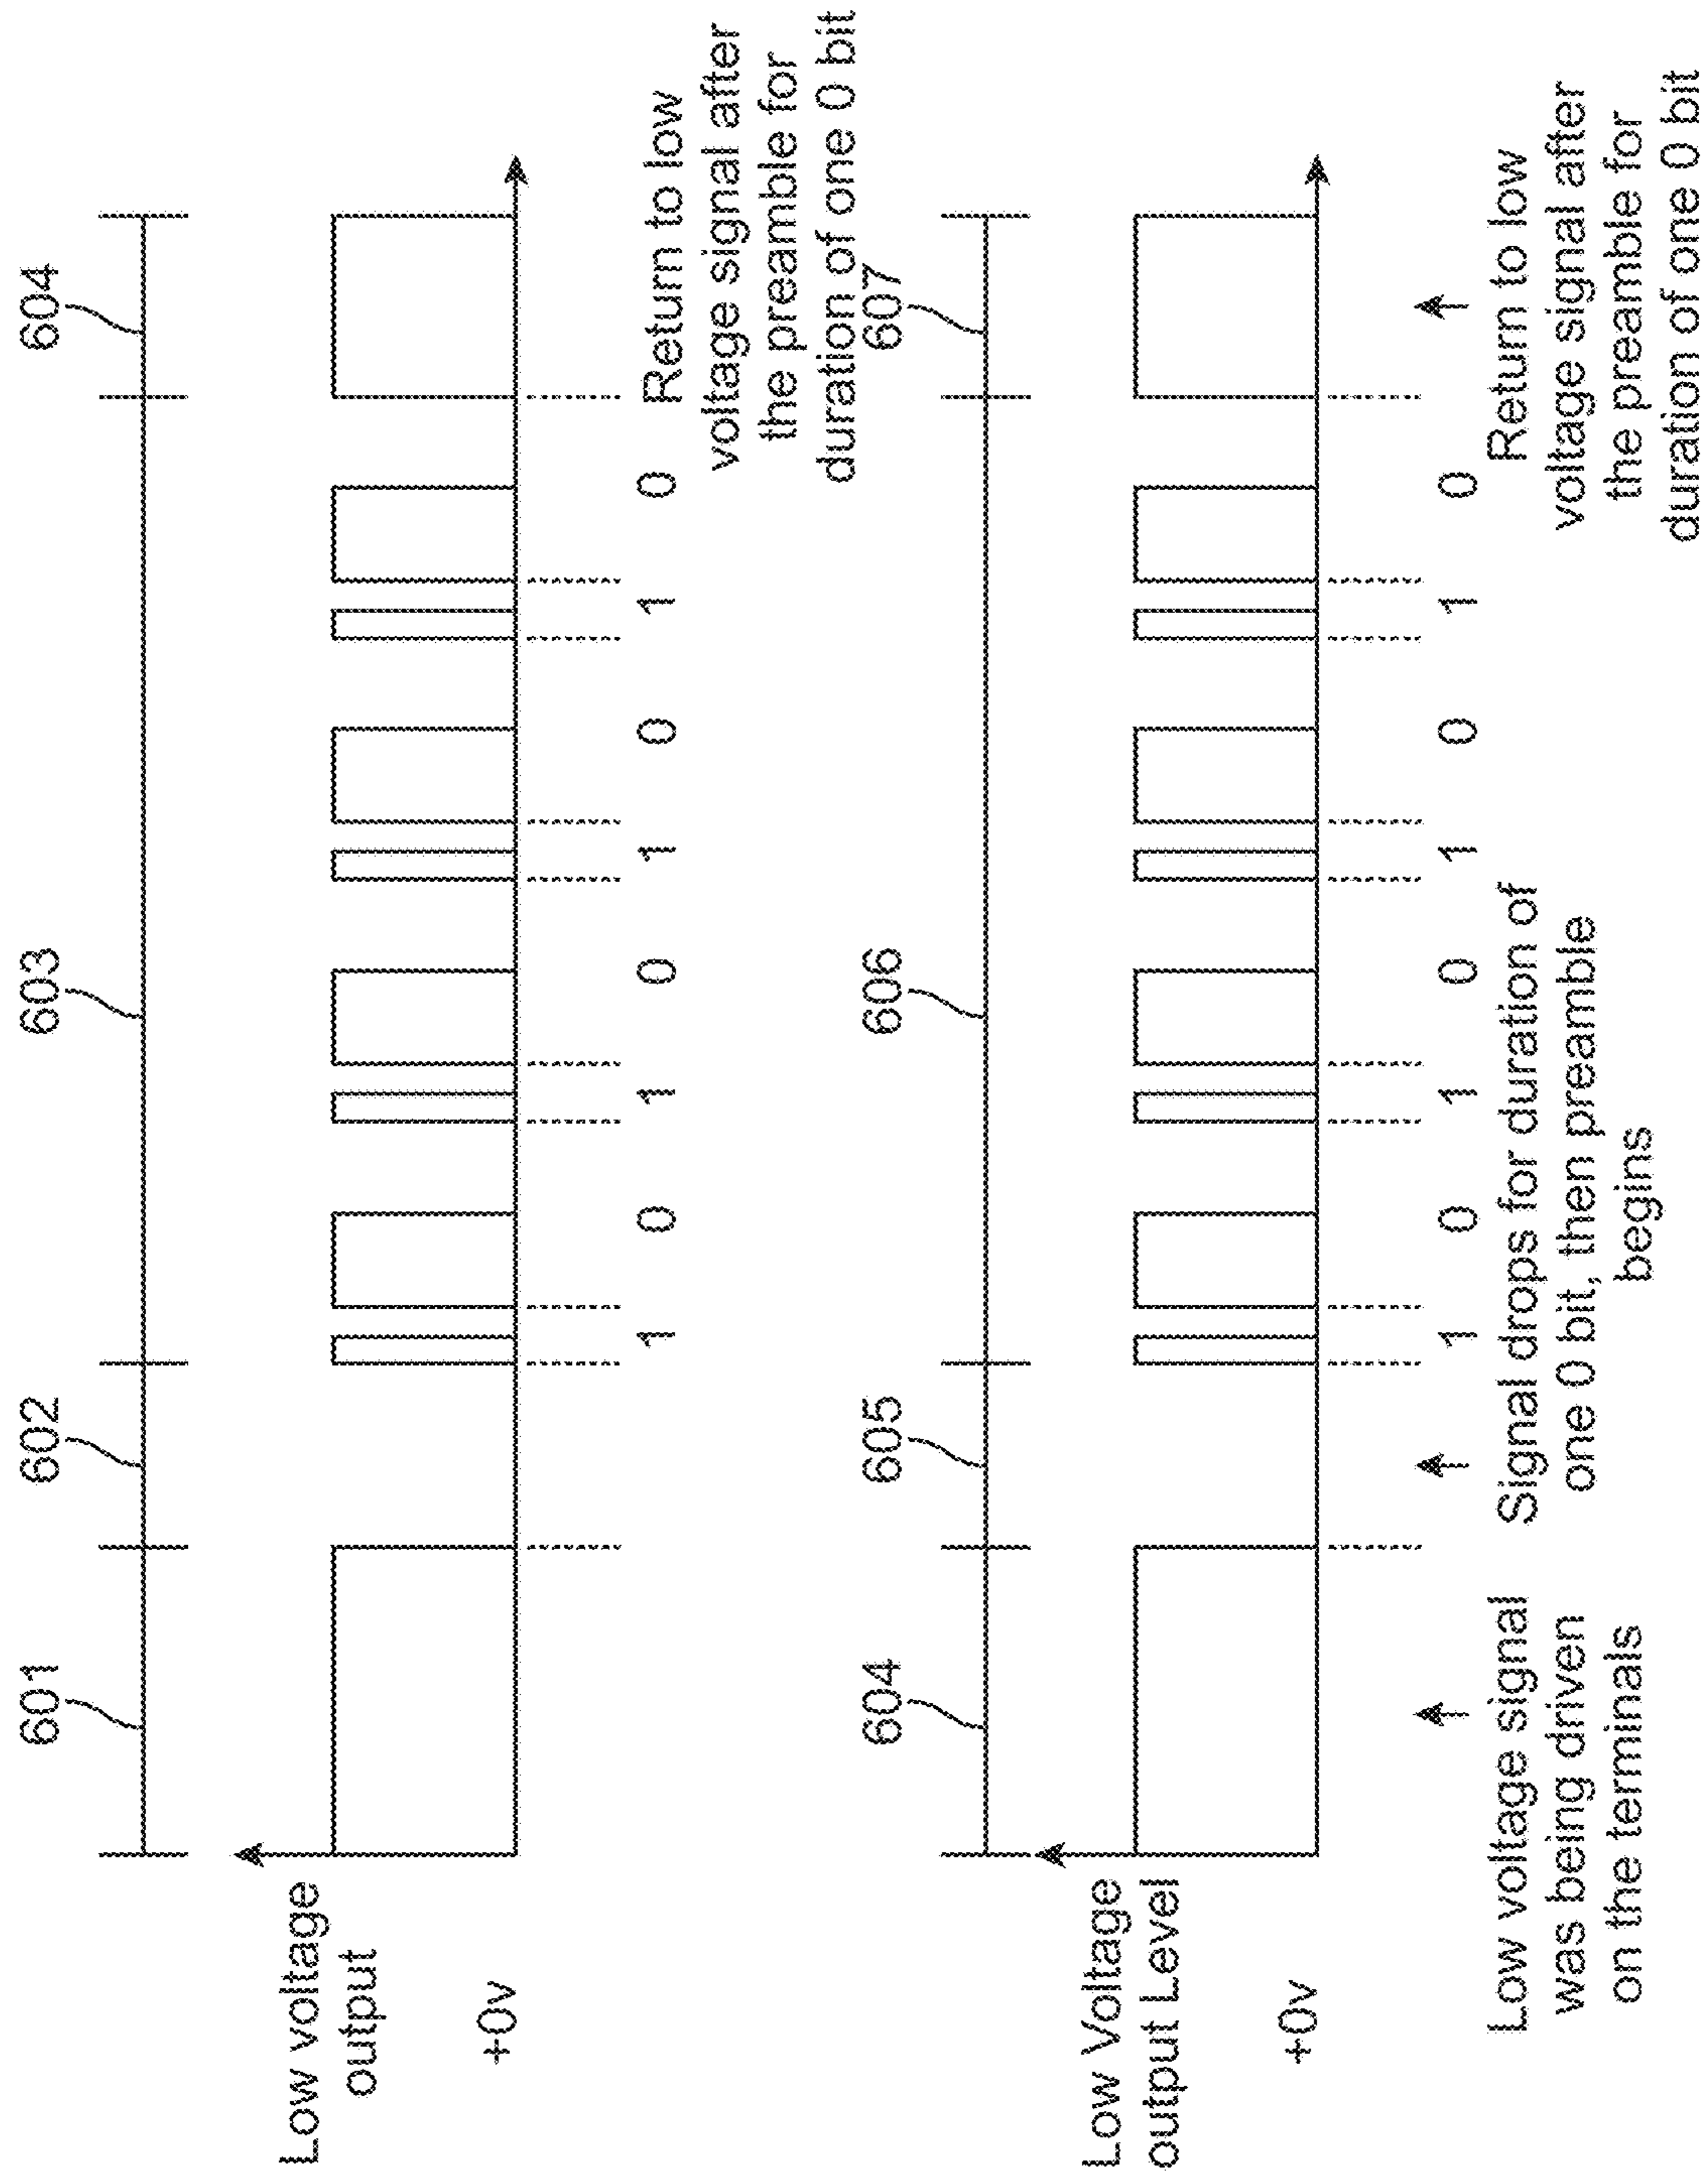 601
602
603
604
Low voltage
output
+0v
1 0 1 0 1 0 1 0
Return to low
voltage signal after
the preamble for
duration of one 0 bit
604
605
606
607
Low Voltage
output Level
+0v
1 0 1 0 1 0 1 0
Low voltage signal
was being driven
on the terminals
Signal drops for duration of
one 0 bit, then preamble
begins
Return to low
voltage signal after
the preamble for
duration of one 0 bit